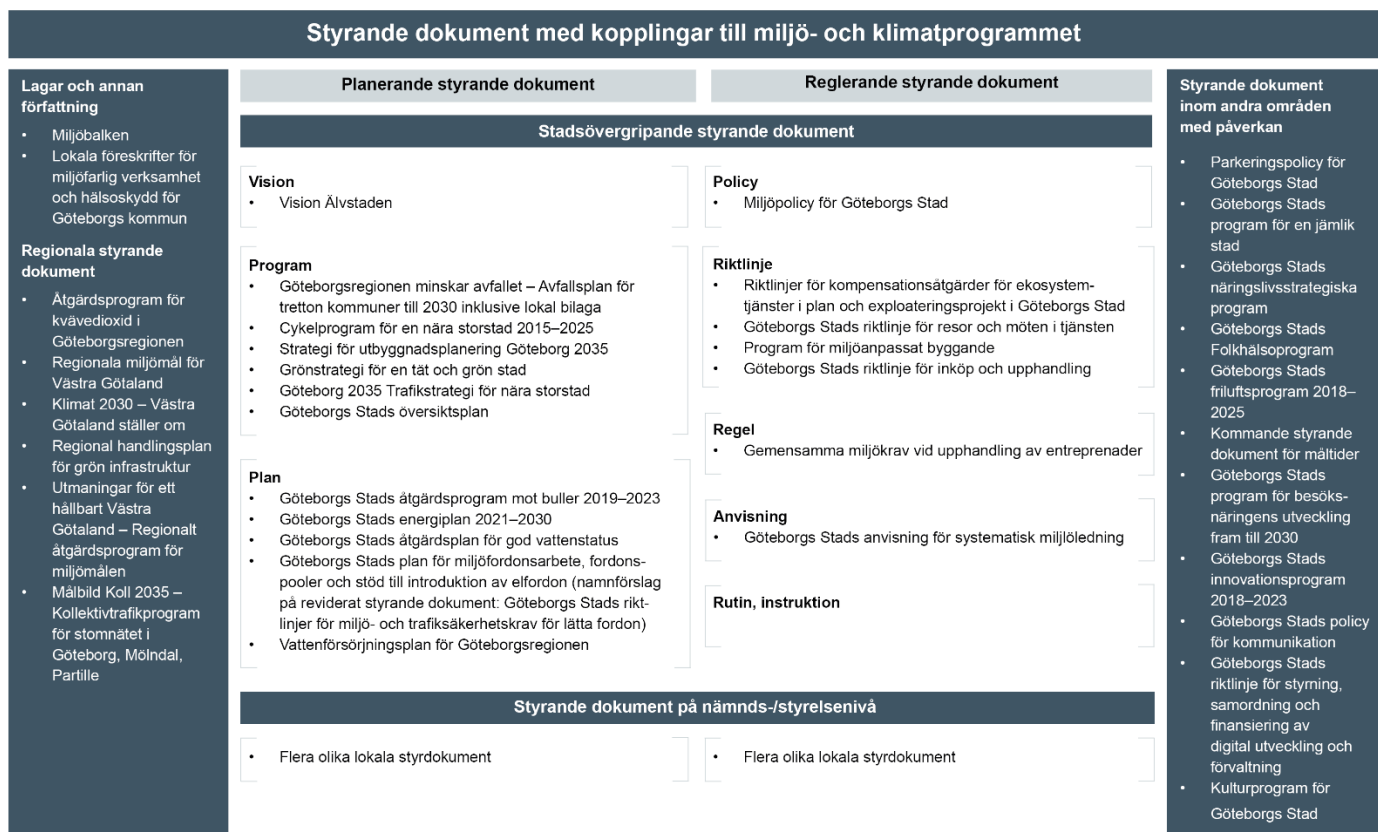 Styrande dokument med kopplingar till miljö- och klimatprogrammet
Lagar och annan
författning
• Miljöbalken
• Lokala föreskrifter för
miljöfarlig verksamhet
och hälsoskydd för
Göteborgs kommun
Regionala styrande
dokument
• Åtgärdsprogram för
kvävedioxid i
Göteborgsregionen
• Regionala miljömål för
Västra Götaland
• Klimat 2030 – Västra
Götaland ställer om
• Regional handlingsplan
för grön infrastruktur
• Utmaningar för ett
hållbart Västra
Götaland – Regionalt
åtgärdsprogram för
miljömålen
• Målbild Koll 2035 –
Kollektivtrafikprogram
för stomnätet i
Göteborg, Mölndal,
Partille
Planerande styrande dokument
Reglerande styrande dokument
Stadsövergripande styrande dokument
Vision
• Vision Älvstaden
Program
• Göteborgsregionen minskar avfallet – Avfallsplan för
tretton kommuner till 2030 inklusive lokal bilaga
• Cykelprogram för en nära storstad 2015–2025
• Strategi för utbyggnadsplanering Göteborg 2035
• Grönstrategi för en tät och grön stad
• Göteborg 2035 Trafikstrategi för nära storstad
• Göteborgs Stads översiktsplan
Plan
• Göteborgs Stads åtgärdsprogram mot buller 2019–2023
• Göteborgs Stads energiplan 2021–2030
• Göteborgs Stads åtgärdsplan för god vattenstatus
• Göteborgs Stads plan för miljöfordonsarbete, fordons-
pooler och stöd till introduktion av elfordon (namnförslag
på reviderat styrande dokument: Göteborgs Stads rikt-
linjer för miljö- och trafiksäkerhetskrav för lätta fordon)
• Vattenförsörjningsplan för Göteborgsregionen
Policy
• Miljöpolicy för Göteborgs Stad
Riktlinje
• Riktlinjer för kompensationsåtgärder för ekosystem-
tjänster i plan och exploateringsprojekt i Göteborgs Stad
• Göteborgs Stads riktlinje för resor och möten i tjänsten
• Program för miljöanpassat byggande
• Göteborgs Stads riktlinje för inköp och upphandling
Regel
• Gemensamma miljökrav vid upphandling av entreprenader
Anvisning
• Göteborgs Stads anvisning för systematisk miljlöledning
Rutin, instruktion
Styrande dokument på nämnds-/styrelsenivå
• Flera olika lokala styrdokument
• Flera olika lokala styrdokument
Styrande dokument
inom andra områden
med påverkan
• Parkeringspolicy för
Göteborgs Stad
• Göteborgs Stads
program för en jämlik
stad
• Göteborgs Stads
näringslivsstrategiska
program
• Göteborgs Stads
Folkhälsoprogram
• Göteborgs Stads
friluftsprogram 2018–
2025
• Kommande styrande
dokument för måltider
• Göteborgs Stads
program för besöks-
näringens utveckling
fram till 2030
• Göteborgs Stads
innovationsprogram
2018–2023
• Göteborgs Stads policy
för kommunikation
• Göteborgs Stads
riktlinje för styrning,
samordning och
finansiering av
digital utveckling och
förvaltning
• Kulturprogram för
Göteborgs Stad